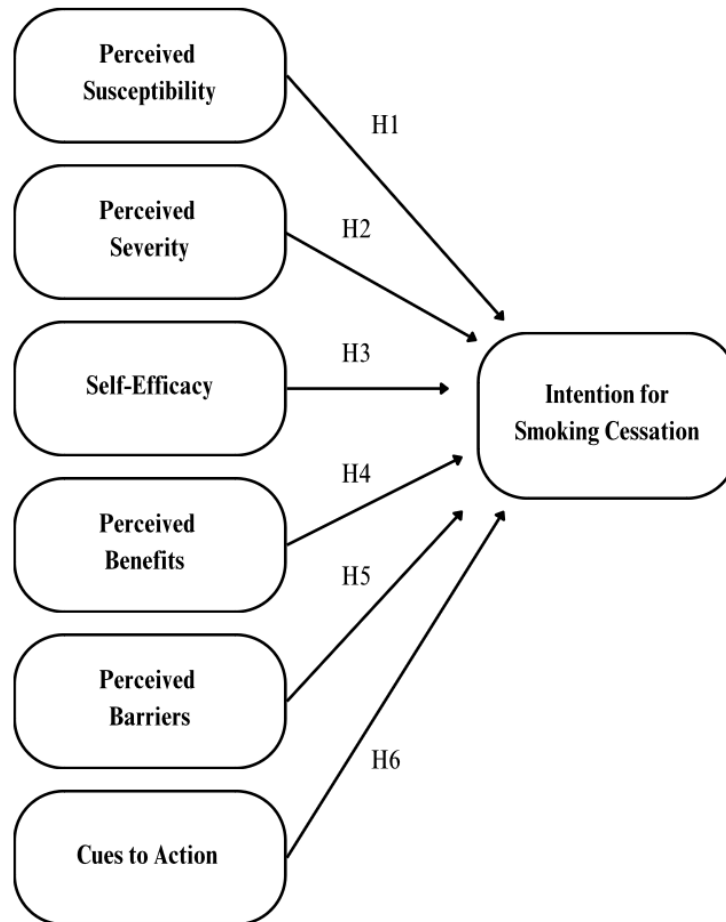 Perceived
Susceptibility
H1
Perceived
Severity
H2
Self-Efficacy
H3
Intention for
Smoking Cessation
Perceived
Benefits
H4
Perceived
Barriers
H5
Cues to Action
H6